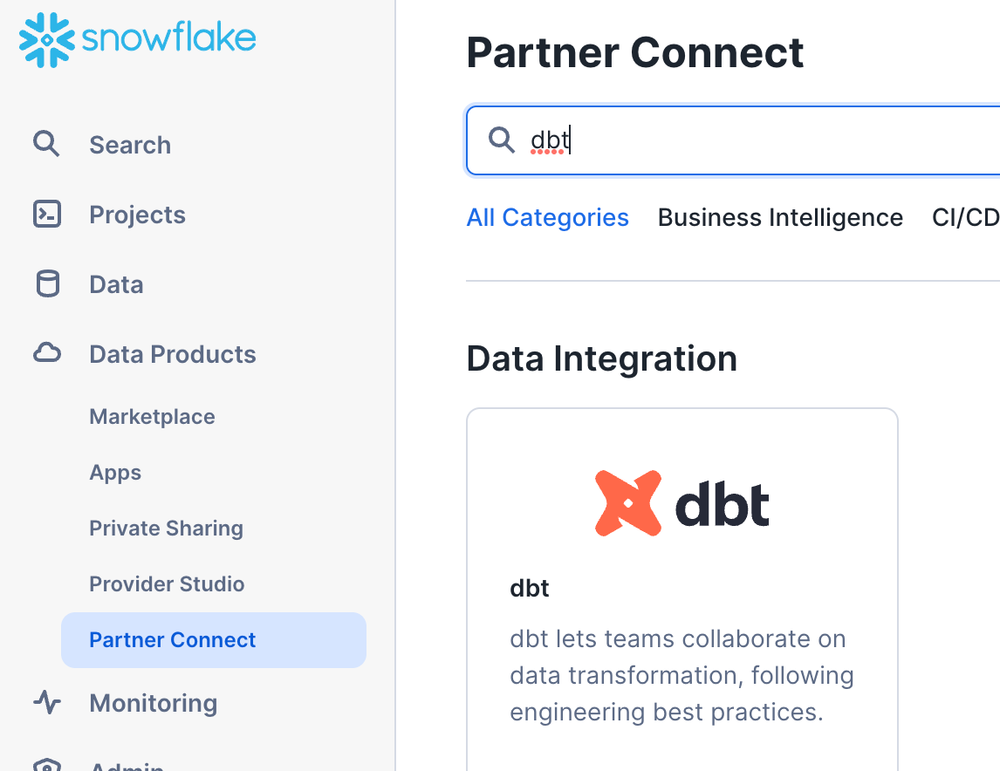 snowflake
Search
Projects
Data
Data Products
Marketplace
Apps
Private Sharing
Provider Studio
Partner Connect
Monitoring
Admin
Partner Connect
dbt
All Categories Business Intelligence CI/CD
Data Integration
dbt
dbt
dbt lets teams collaborate on
data transformation, following
engineering best practices.